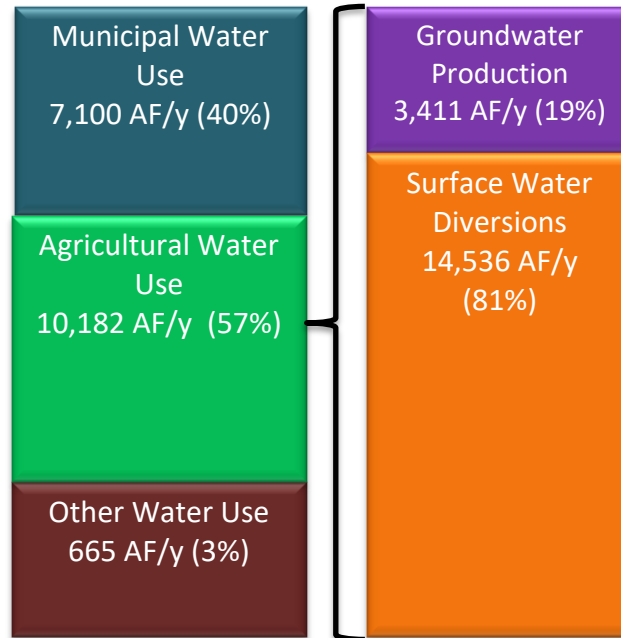 Municipal Water
Use
7,100 AF/y (40%)
Agricultural Water
Use
10,182 AF/y (57%)
Other Water Use
665 AF/y (3%)
Groundwater
Production
3,411 AF/y (19%)
Surface Water
Diversions
14,536 AF/y
(81%)